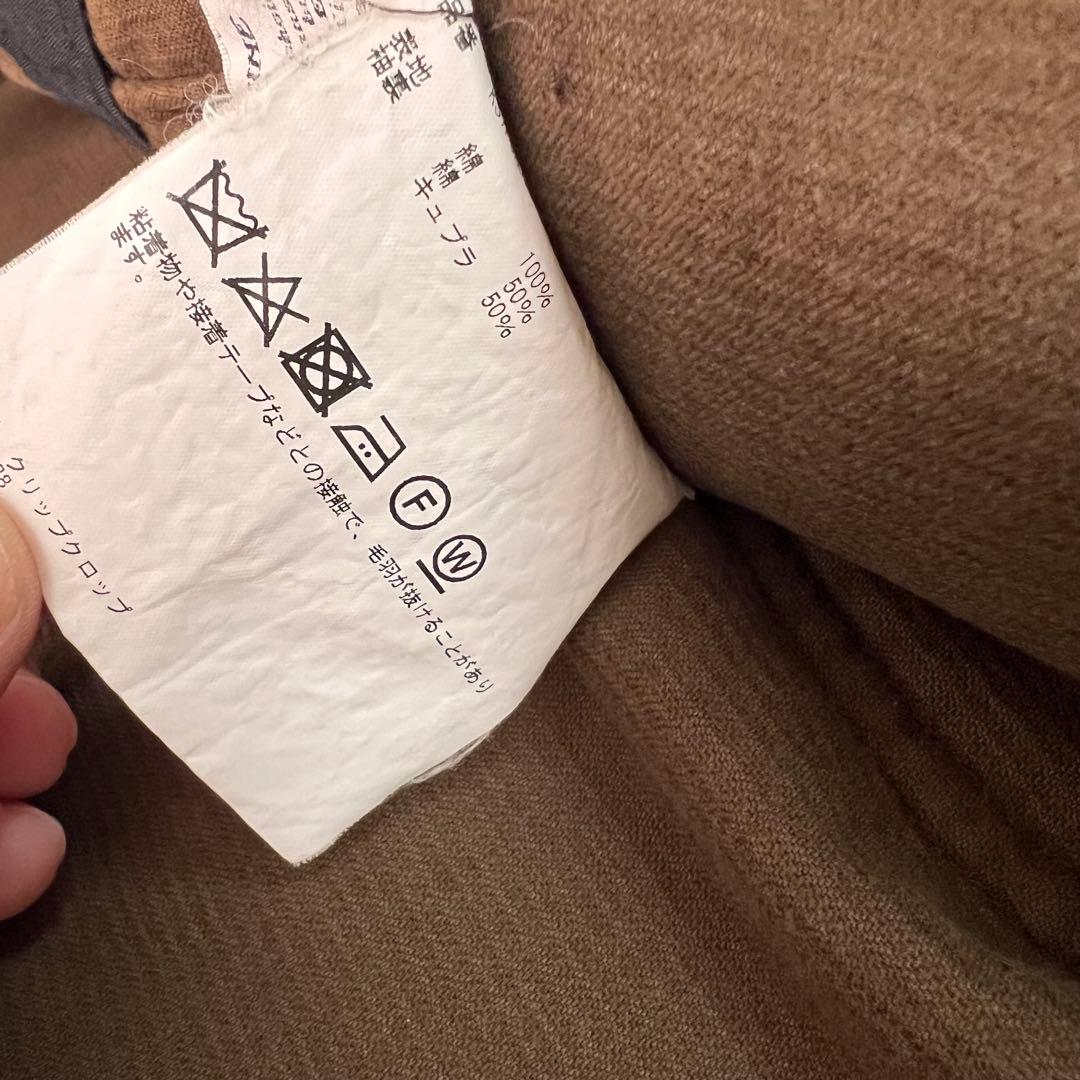 品番
表地
袖裏
綿
綿
キュプラ
100%
50%
50%
F
W
粘着物や接着テープなどとの接触で、毛羽が抜けることがあり
ます。
クリップクロップ